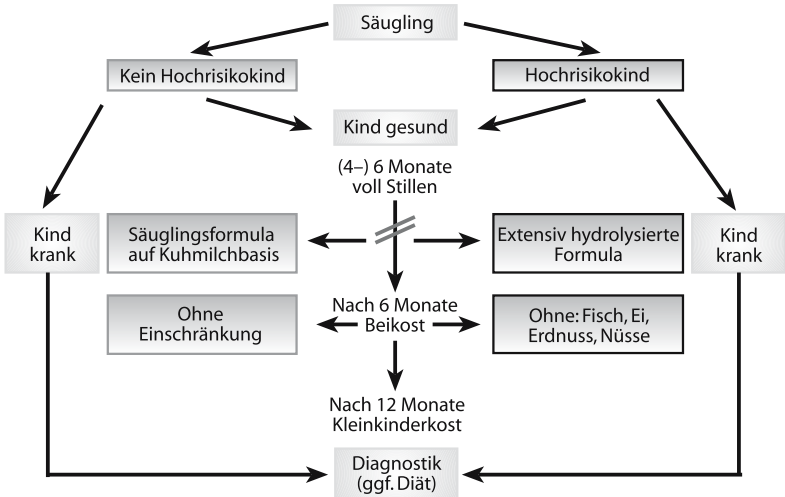 Säugling
Kein Hochrisikokind
Hochrisikokind
Kind gesund
(4–) 6 Monate
voll Stillen
Kind
krank
Säuglingsformula
auf Kuhmilchbasis
Extensiv hydrolysierte
Formula
Kind
krank
Ohne
Einschränkung
Nach 6 Monate
Beikost
Ohne: Fisch, Ei,
Erdnuss, Nüsse
Nach 12 Monate
Kleinkinderkost
Diagnostik
(ggf. Diät)